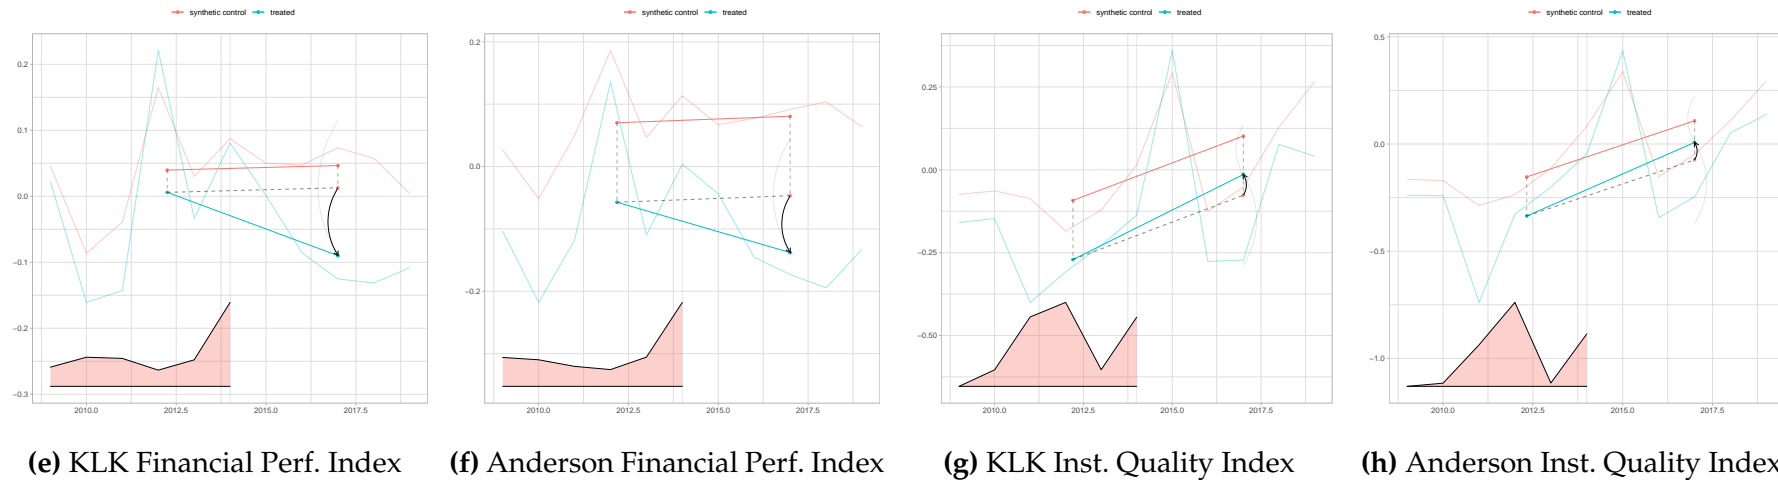 synthetic control treated
0.2
0.1
0.0
−0.1
−0.2
−0.3
2010.0 2012.5 2015.0 2017.5
(e) KLK Financial Perf. Index
synthetic control treated
0.2
0.0
−0.2
2010.0 2012.5 2015.0 2017.5
(f) Anderson Financial Perf. Index
synthetic control treated
0.25
0.00
−0.25
−0.50
2010.0 2012.5 2015.0 2017.5
(g) KLK Inst. Quality Index
synthetic control treated
0.5
0.0
−0.5
−1.0
2010.0 2012.5 2015.0 2017.5
(h) Anderson Inst. Quality Index